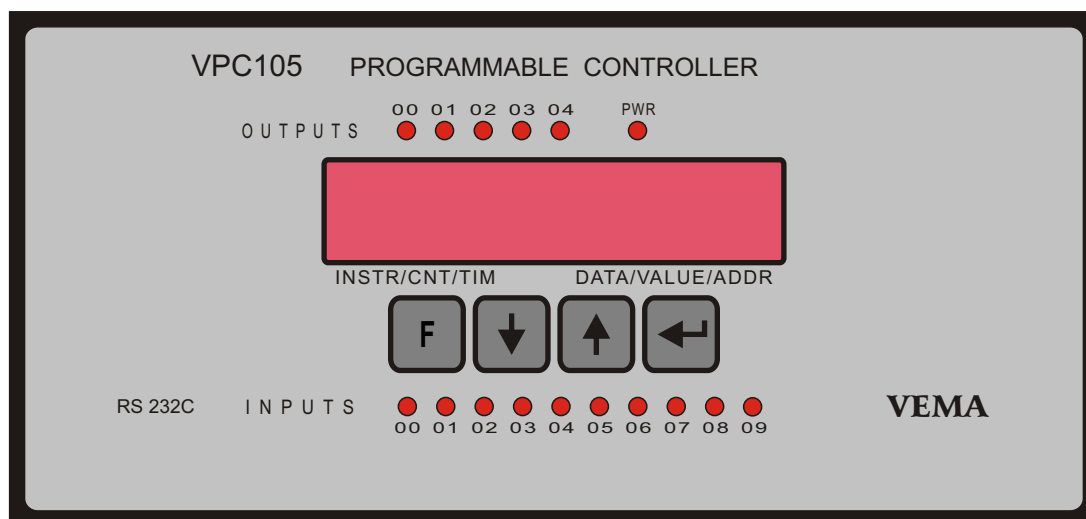 VPC105 PROGRAMMABLE CONTROLLER
00 01 02 03 04 PWR
OUTPUTS
INSTR/CNT/TIM DATA/VALUE/ADDR
F
RS 232C INPUTS VEMA
00 01 02 03 04 05 06 07 08 09